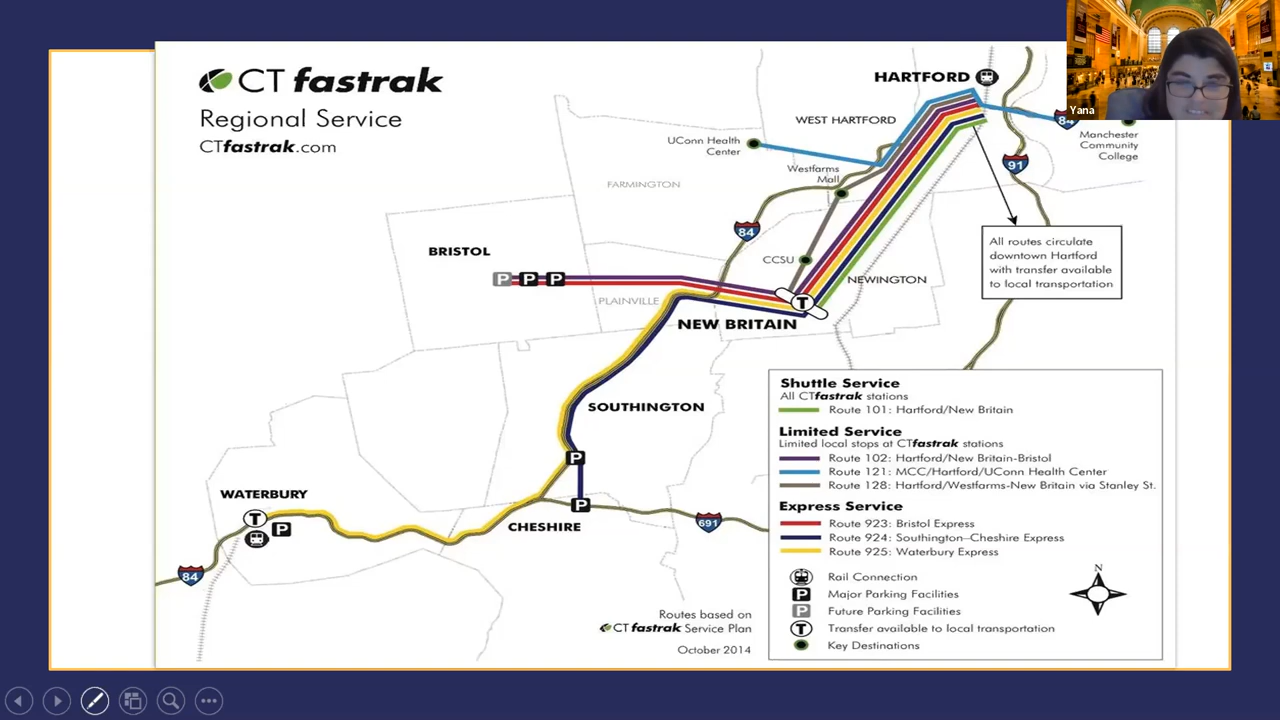 CTfastrak
Regional Service
CTfastrak.com
HARTFORD
Yana
WEST HARTFORD
84
UConn Health
Center
Manchester
Community
College
Westfarms
Mall
91
FARMINGTON
84
BRISTOL
All routes circulate
downtown Hartford
with transfer available
to local transportation
CCSU
P P P
NEWINGTON
PLAINVILLE
T
NEW BRITAIN
SOUTHINGTON
P
WATERBURY
P
T
P
CHESHIRE
691
84
Shuttle Service
All CTfastrak stations
Route 101: Hartford/New Britain
Limited Service
Limited local stops at CTfastrak stations
Route 102: Hartford/New Britain-Bristol
Route 121: MCC/Hartford/UConn Health Center
Route 128: Hartford/Westfarms-New Britain via Stanley St.
Express Service
Route 923: Bristol Express
Route 924: Southington–Cheshire Express
Route 925: Waterbury Express
Rail Connection
P Major Parking Facilities
P Future Parking Facilities
T Transfer available to local transportation
Key Destinations
N
Routes based on
CTfastrak Service Plan
October 2014